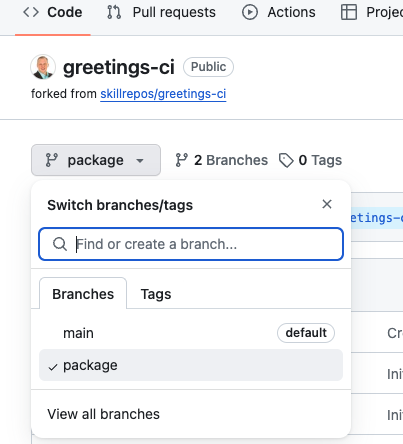 Code Pull requests Actions Projec
greetings-ci Public
forked from skillrepos/greetings-ci
package 2 Branches 0 Tags
Switch branches/tags
etings-c
Find or create a branch...
Branches Tags
main default
Cr
package
Ini
View all branches
Ini